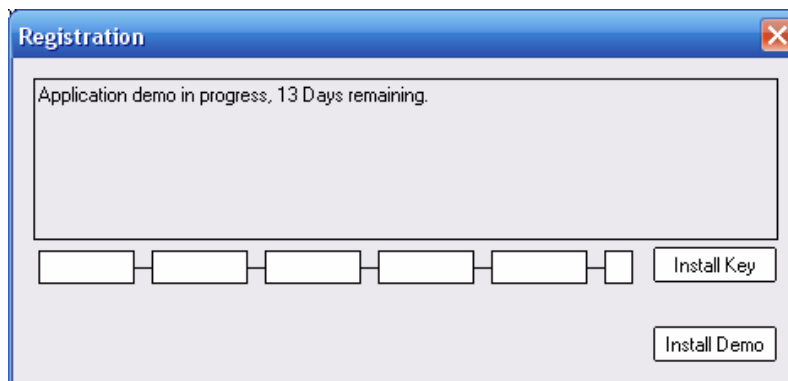 Registration
Application demo in progress, 13 Days remaining.
Install Key
Install Demo